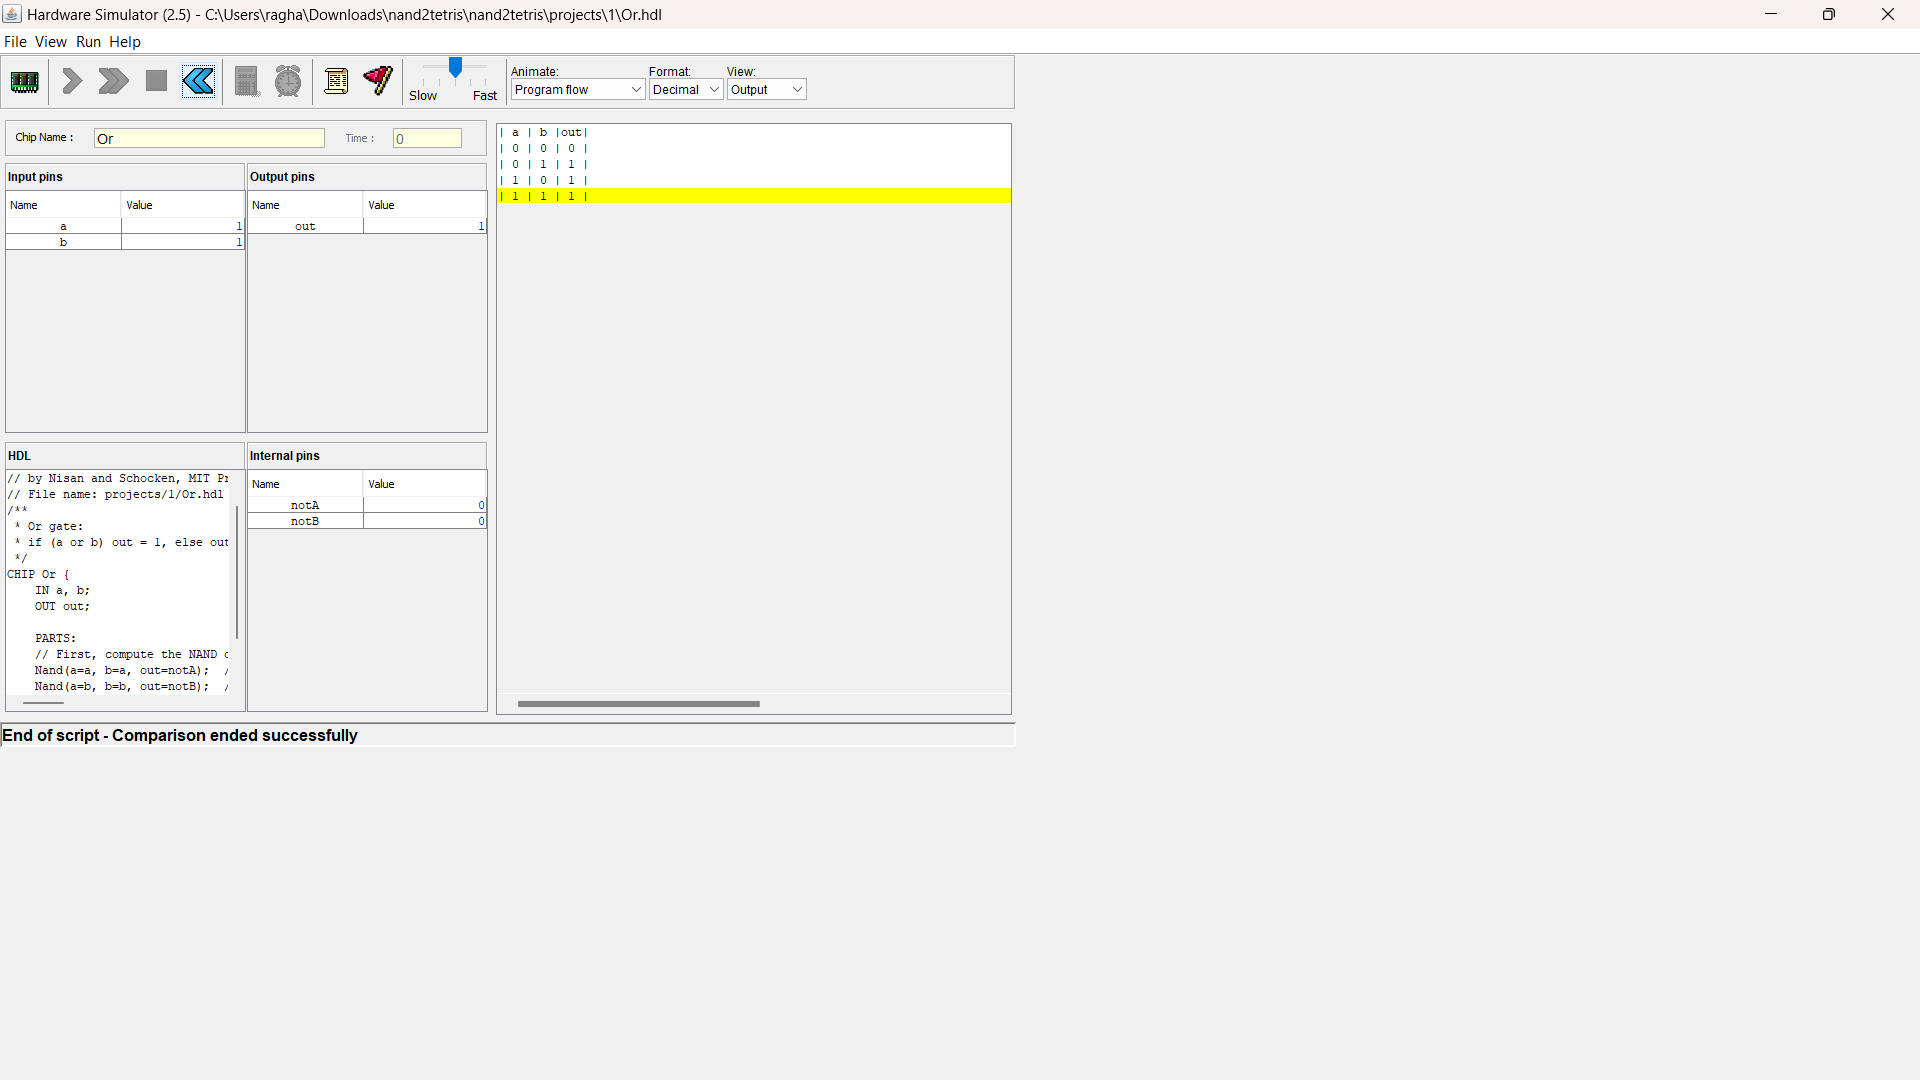 Hardware Simulator (2.5) - C:\Users\ragha\Downloads\nand2tetris\nand2tetris\projects\1\Or.hdl
File View Run Help
Slow Fast
Animate: Format: View:
Program flow Decimal Output
Chip Name : Or Time : 0
Input pins
Name Value
a 1
b 1
Output pins
Name Value
out 1
HDL
// by Nisan and Schocken, MIT Pr
// File name: projects/1/Or.hdl
/**
* Or gate:
* if (a or b) out = 1, else out
*/
CHIP Or {
IN a, b;
OUT out;
PARTS:
// First, compute the NAND
Nand(a=a, b=a, out=notA); /
Nand(a=b, b=b, out=notB); /
Internal pins
Name Value
notA 0
notB 0
| a | b |out|
| 0 | 0 | 0 |
| 0 | 1 | 1 |
| 1 | 0 | 1 |
| 1 | 1 | 1 |
End of script - Comparison ended successfully